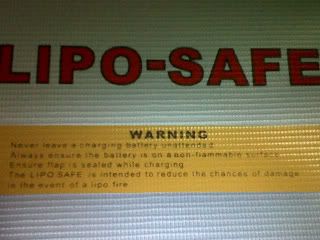 LIPO-SAFE
WARNING
Never leave a charging battery unattended
Always ensure the battery is on a non-flammable surface
Ensure flap is sealed while charging
The LIPO SAFE is intended to reduce the chances of damage
in the event of a lipo fire